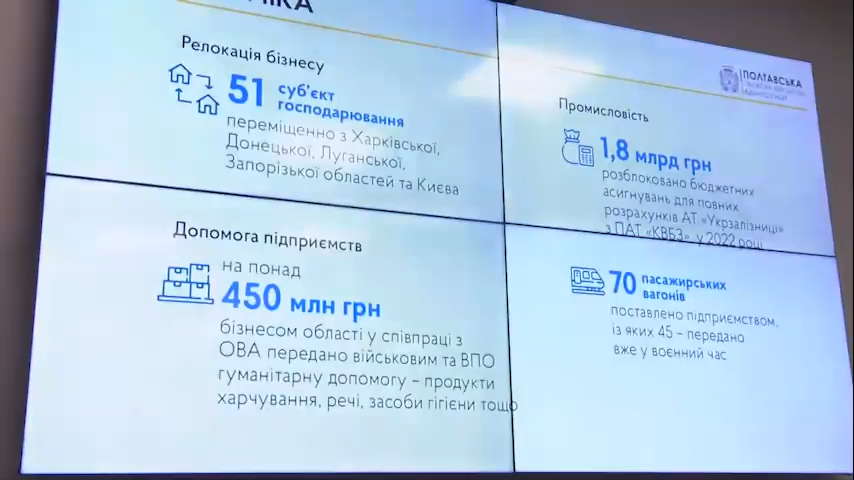 Релокація бізнесу
51 суб'єкт
господарювання
переміщенно з Харківської,
Донецької, Луганської,
Запорізької областей та Києва
Допомога підприємств
на понад
450 млн грн
бізнесом області у співпраці з
ОВА передано військовим та ВПО
гуманітарну допомогу – продукти
харчування, речі, засоби гігієни тощо
ПОЛТАВСЬКА
Промисловість
1,8 млрд грн
розблоковано бюджетних
асигнувань для повних
розрахунків АТ «Укрзалізниці»
з ПАТ «КВБЗ» у 2022 році
70 пасажирських
вагонів
поставлено підприємством,
із яких 45 – передано
вже у воєнний час